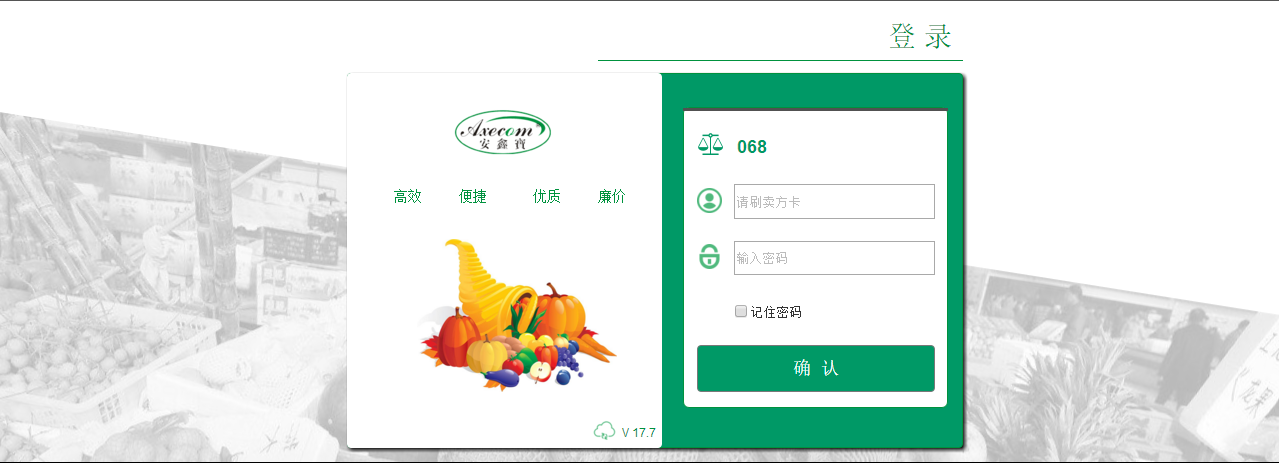 登 录
Axecom
安鑫寶
高效 便捷 优质 廉价
V 17.7
068
请刷卖方卡
输入密码
记住密码
确 认